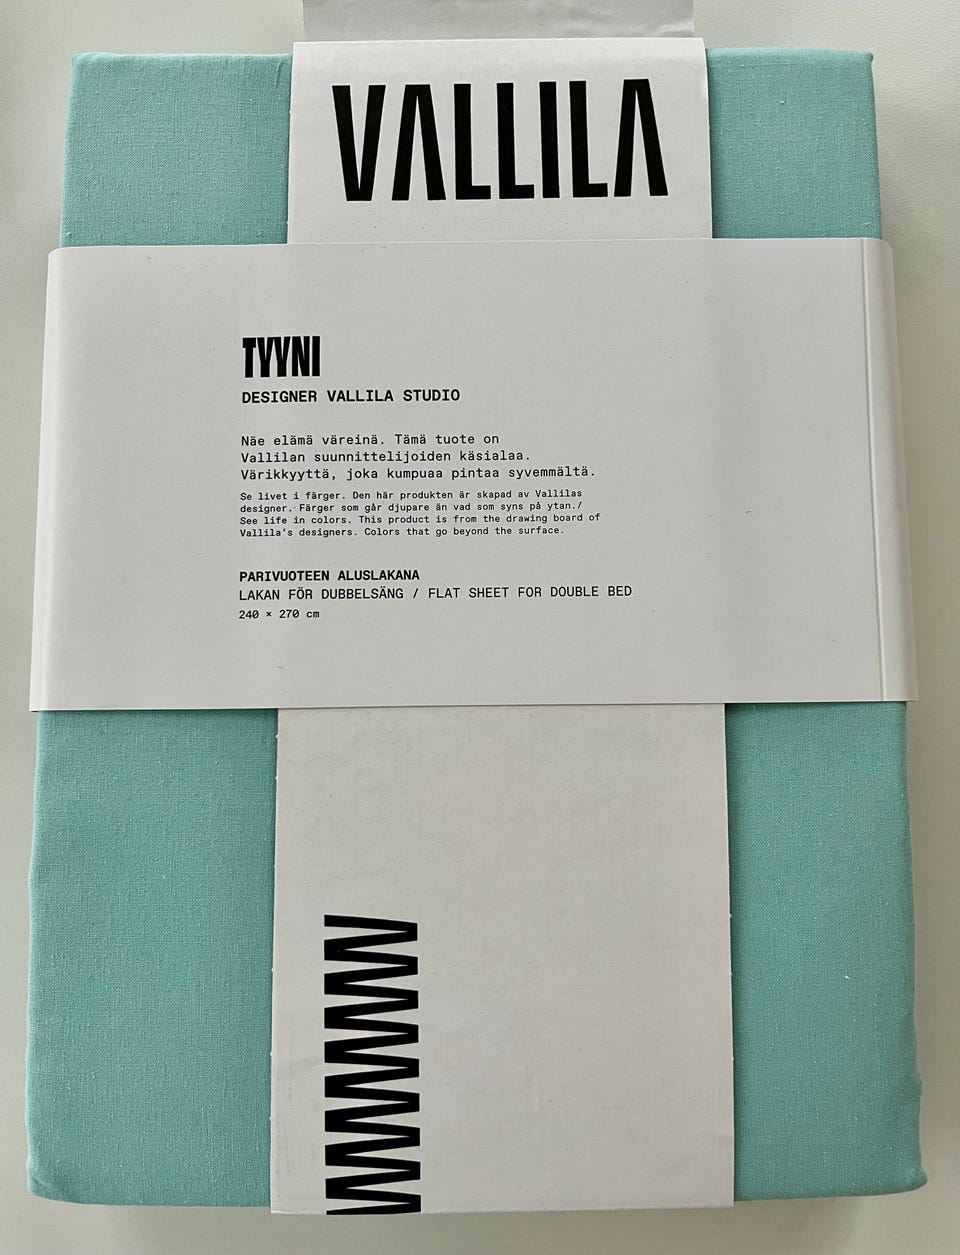 VALLILA
TYYNI
DESIGNER VALLILA STUDIO
Näe elämä väreinä. Tämä tuote on
Vallilan suunnittelijoiden käsialaa.
Värikkyyttä, joka kumpuaa pintaa syvemmältä.
Se livet i färger. Den här produkten är skapad av Vallilas
designer. Färger som går djupare än vad som syns på ytan./
See life in colors. This product is from the drawing board of
Vallila's designers. Colors that go beyond the surface.
PARIVUOTEEN ALUSLAKANA
LAKAN FÖR DUBBELSÄNG / FLAT SHEET FOR DOUBLE BED
240 × 270 cm